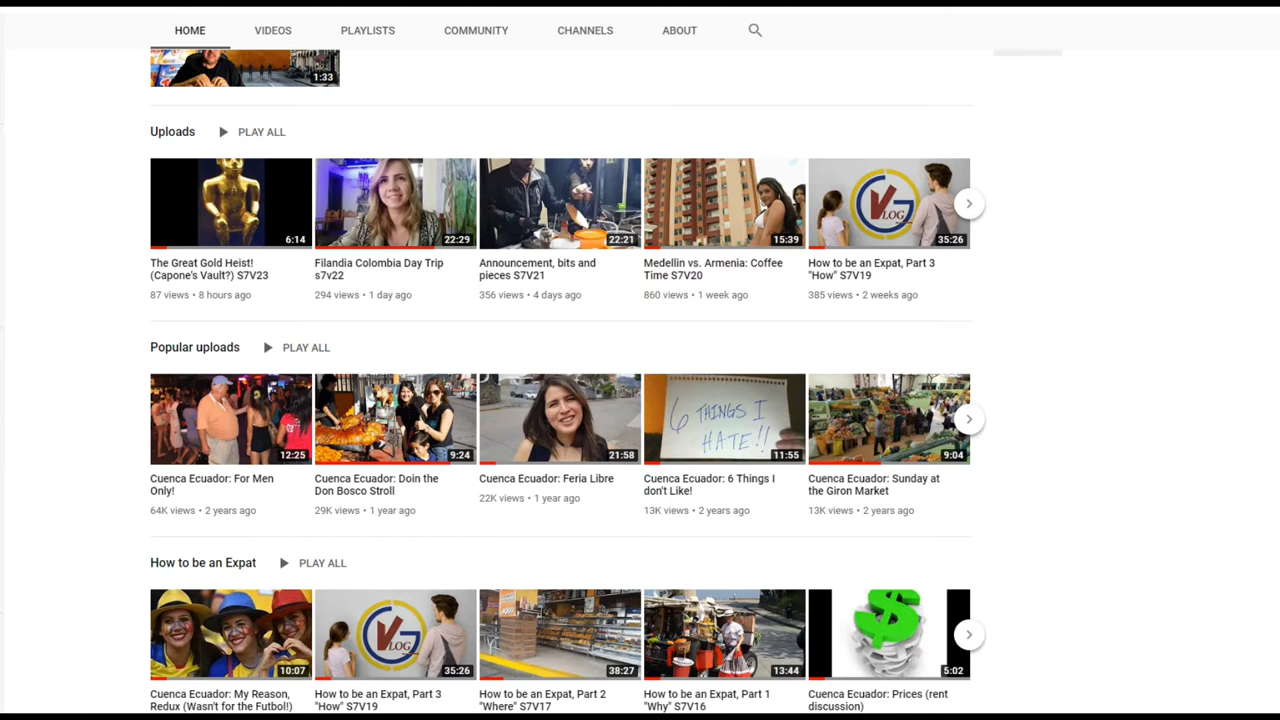 HOME VIDEOS PLAYLISTS COMMUNITY CHANNELS ABOUT
1:33
Uploads PLAY ALL
6:14 22:29 22:21 15:39 VLOG 35:26
The Great Gold Heist! Filandia Colombia Day Trip Announcement, bits and Medellin vs. Armenia: Coffee How to be an Expat, Part 3
(Capone's Vault?) S7V23 s7v22 pieces S7V21 Time S7V20 "How" S7V19
87 views • 8 hours ago 294 views • 1 day ago 356 views • 4 days ago 860 views • 1 week ago 385 views • 2 weeks ago
Popular uploads PLAY ALL
6 THINGS I
HATE!!
12:25 9:24 21:58 11:55 9:04
Cuenca Ecuador: For Men Cuenca Ecuador: Doin the Cuenca Ecuador: Feria Libre Cuenca Ecuador: 6 Things I Cuenca Ecuador: Sunday at
Only! Don Bosco Stroll 22K views • 1 year ago don't Like! the Giron Market
64K views • 2 years ago 29K views • 1 year ago 13K views • 2 years ago 13K views • 2 years ago
How to be an Expat PLAY ALL
$
VLOG
10:07 35:26 38:27 13:44 5:02
Cuenca Ecuador: My Reason, How to be an Expat, Part 3 How to be an Expat, Part 2 How to be an Expat, Part 1 Cuenca Ecuador: Prices (rent
Redux (Wasn't for the Futbol!) "How" S7V19 "Where" S7V17 "Why" S7V16 discussion)